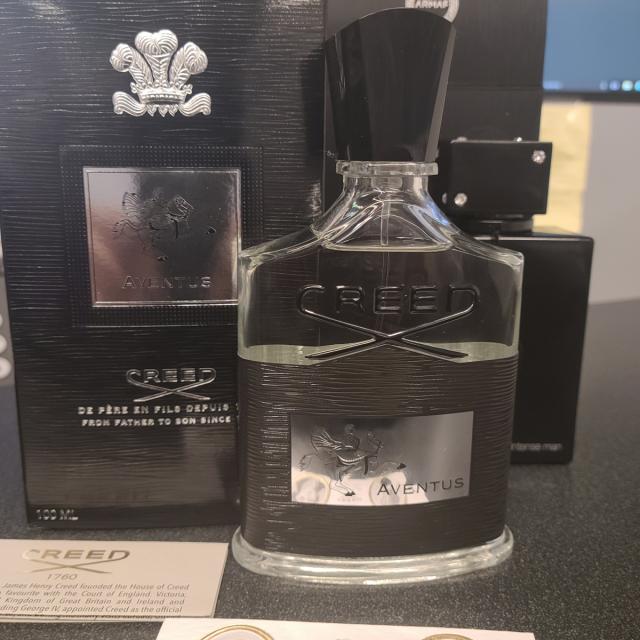 ARMAF
AVENTUS
CREED
DE PÈRE EN FILS DEPUIS
FROM FATHER TO SON SINCE
100 ML
CREED
AVENTUS
intense man
CREED
1760
James Henry Creed founded the House of Creed
favourite with the Court of England. Victoria,
Kingdom of Great Britain and Ireland and
George IV, appointed Creed as the official